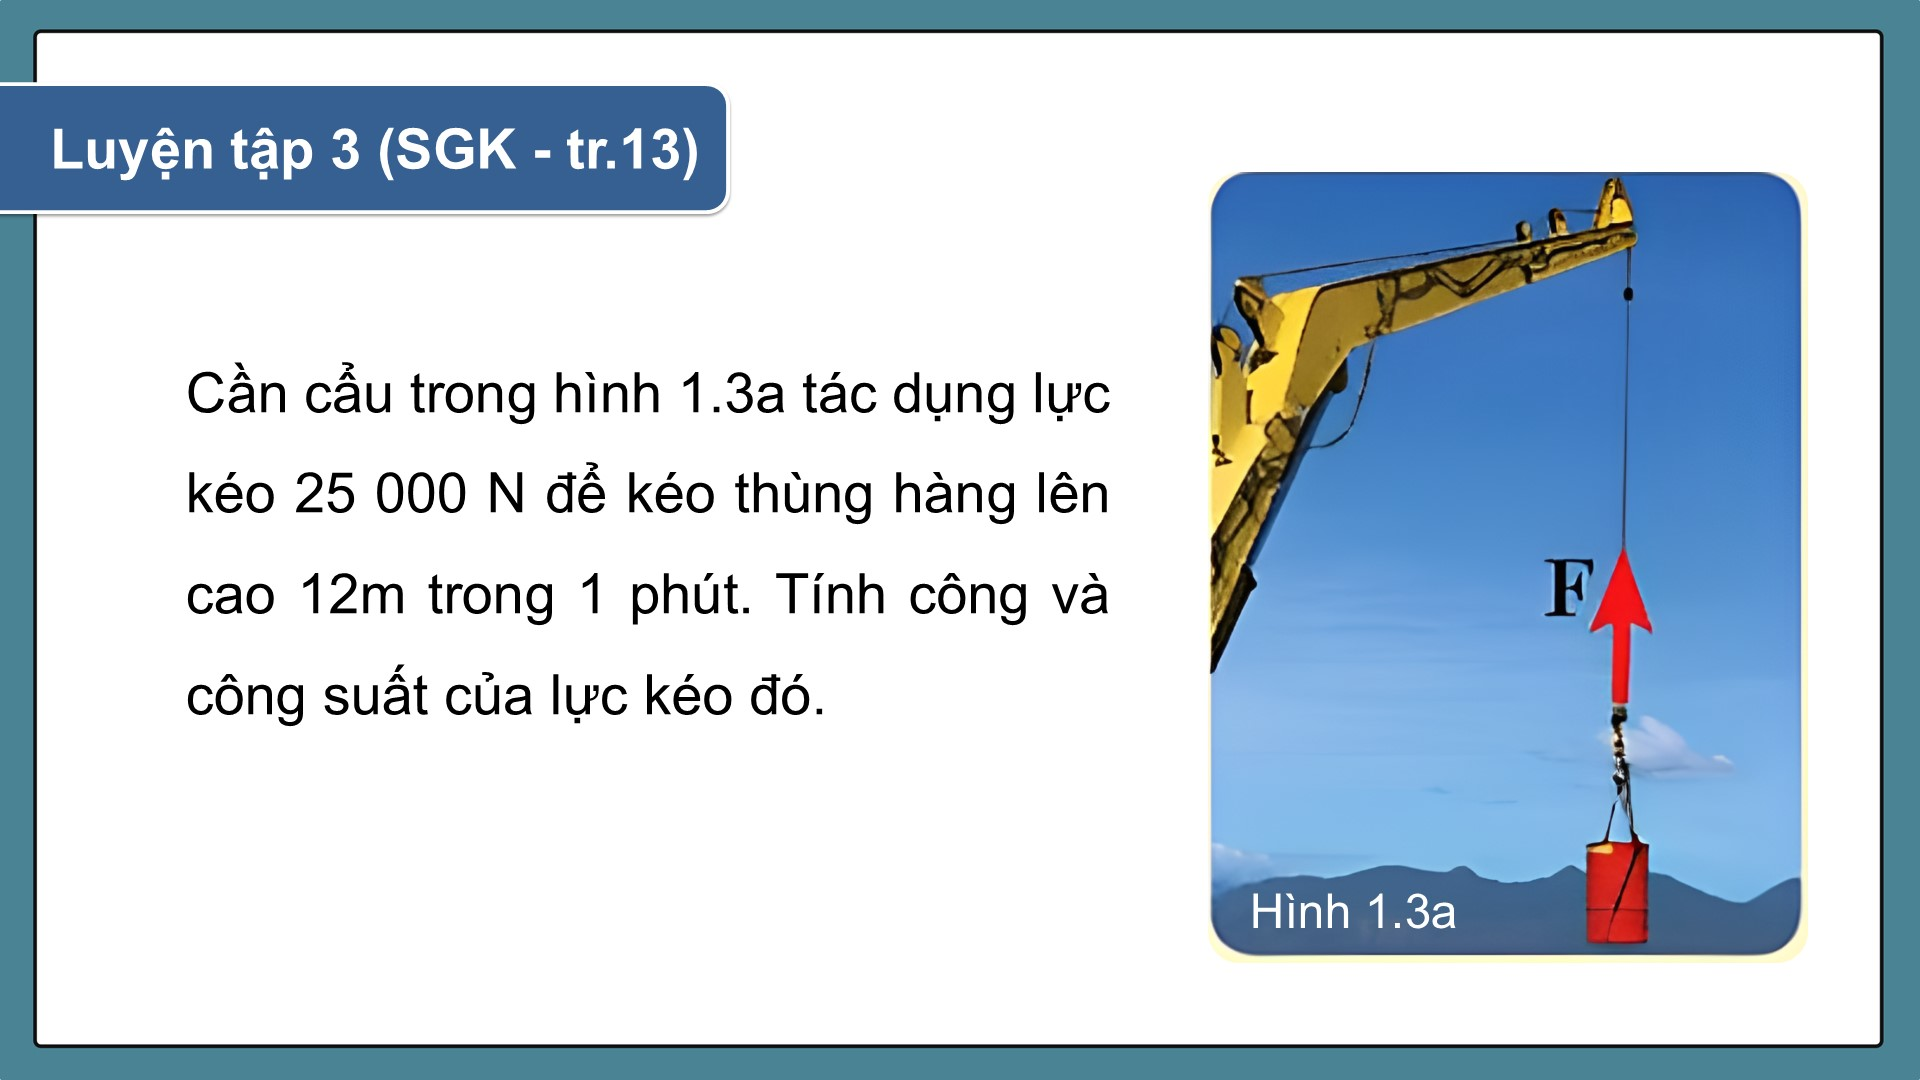 Luyện tập 3 (SGK - tr.13)
Cần cẩu trong hình 1.3a tác dụng lực
kéo 25 000 N để kéo thùng hàng lên
cao 12m trong 1 phút. Tính công và
công suất của lực kéo đó.
F
Hình 1.3a